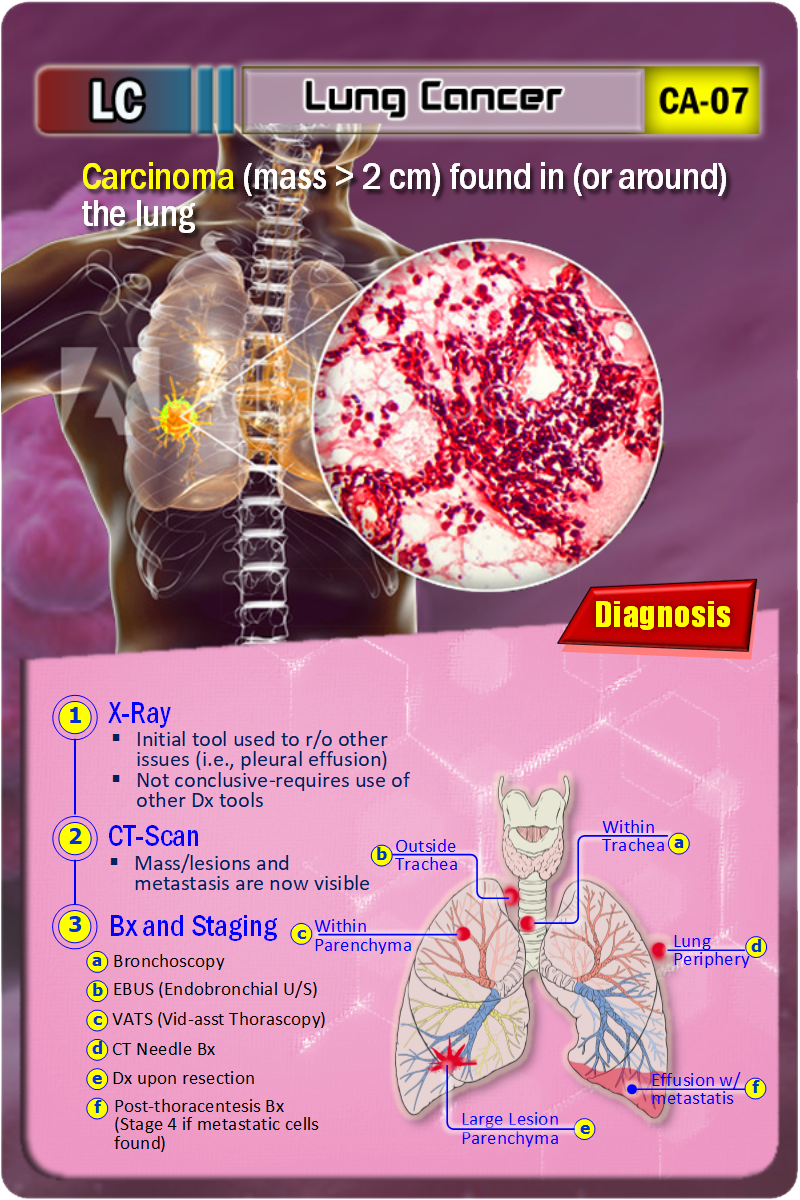 LC
Lung Cancer
CA-07
Carcinoma (mass > 2 cm) found in (or around)
the lung
Diagnosis
1 X-Ray
▪ Initial tool used to r/o other
issues (i.e., pleural effusion)
▪ Not conclusive-requires use of
other Dx tools
2 CT-Scan
▪ Mass/lesions and
metastasis are now visible
3 Bx and Staging
a Bronchoscopy
b EBUS (Endobronchial U/S)
c VATS (Vid-asst Thorascopy)
d CT Needle Bx
e Dx upon resection
f Post-thoracentesis Bx
(Stage 4 if metastatic cells
found)
b Outside
Trachea
Within
Trachea a
c Within
Parenchyma
Lung
Periphery d
Effusion w/
metastatis f
Large Lesion
Parenchyma e